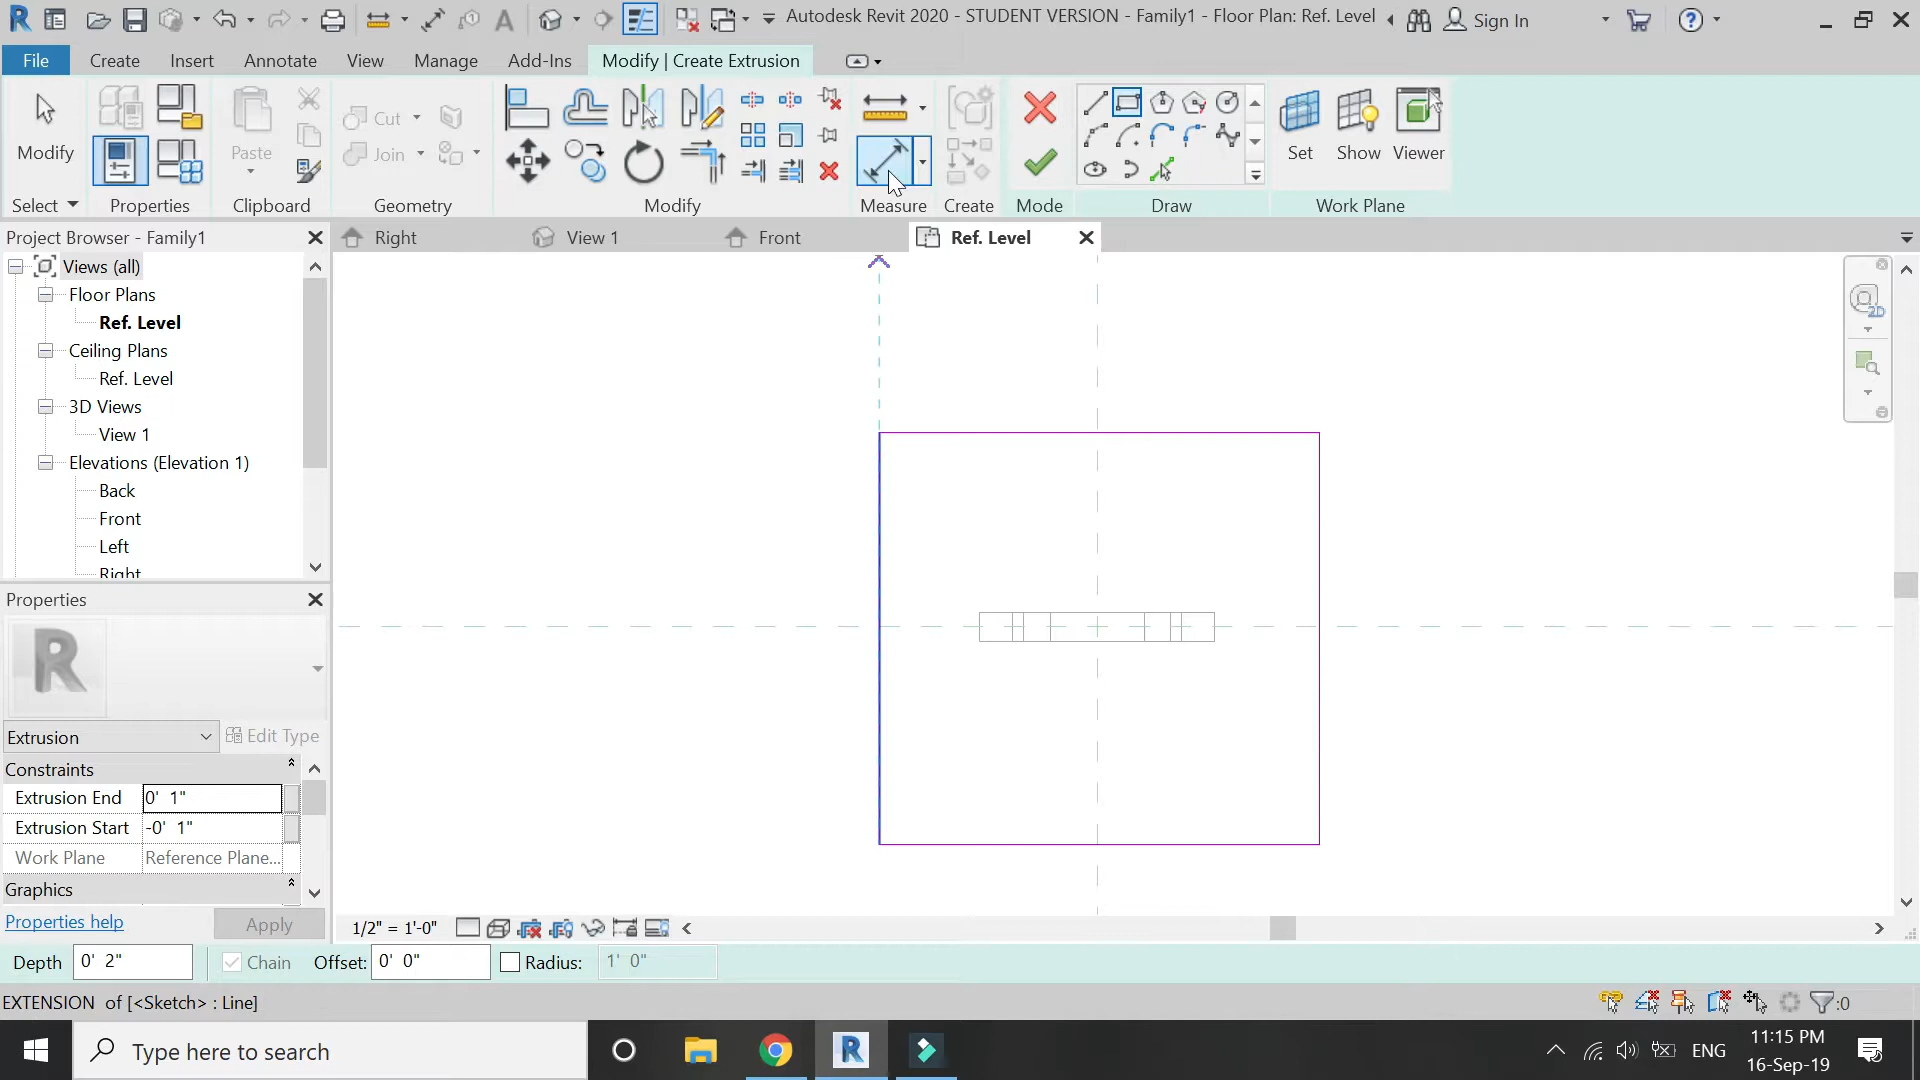 Autodesk Revit 2020 - STUDENT VERSION - Family1 - Floor Plan: Ref. Level
Sign In
File
Create
Insert
Annotate
View
Manage
Add-Ins
Modify | Create Extrusion
Modify
Paste
Cut
Join
Set
Show
Viewer
Select
Properties
Clipboard
Geometry
Modify
Measure
Create
Mode
Draw
Work Plane
Project Browser - Family1
Right
View 1
Front
Ref. Level
Views (all)
Floor Plans
Ref. Level
Ceiling Plans
Ref. Level
3D Views
View 1
Elevations (Elevation 1)
Back
Front
Left
Right
Properties
R
Extrusion
Edit Type
Constraints
Extrusion End
0' 1"
Extrusion Start
-0' 1"
Work Plane
Reference Plane...
Graphics
Properties help
Apply
1/2" = 1'-0"
Depth
0' 2"
Chain
Offset:
0' 0"
Radius:
1' 0"
EXTENSION of [<Sketch> : Line]
:0
Type here to search
ENG
11:15 PM
16-Sep-19